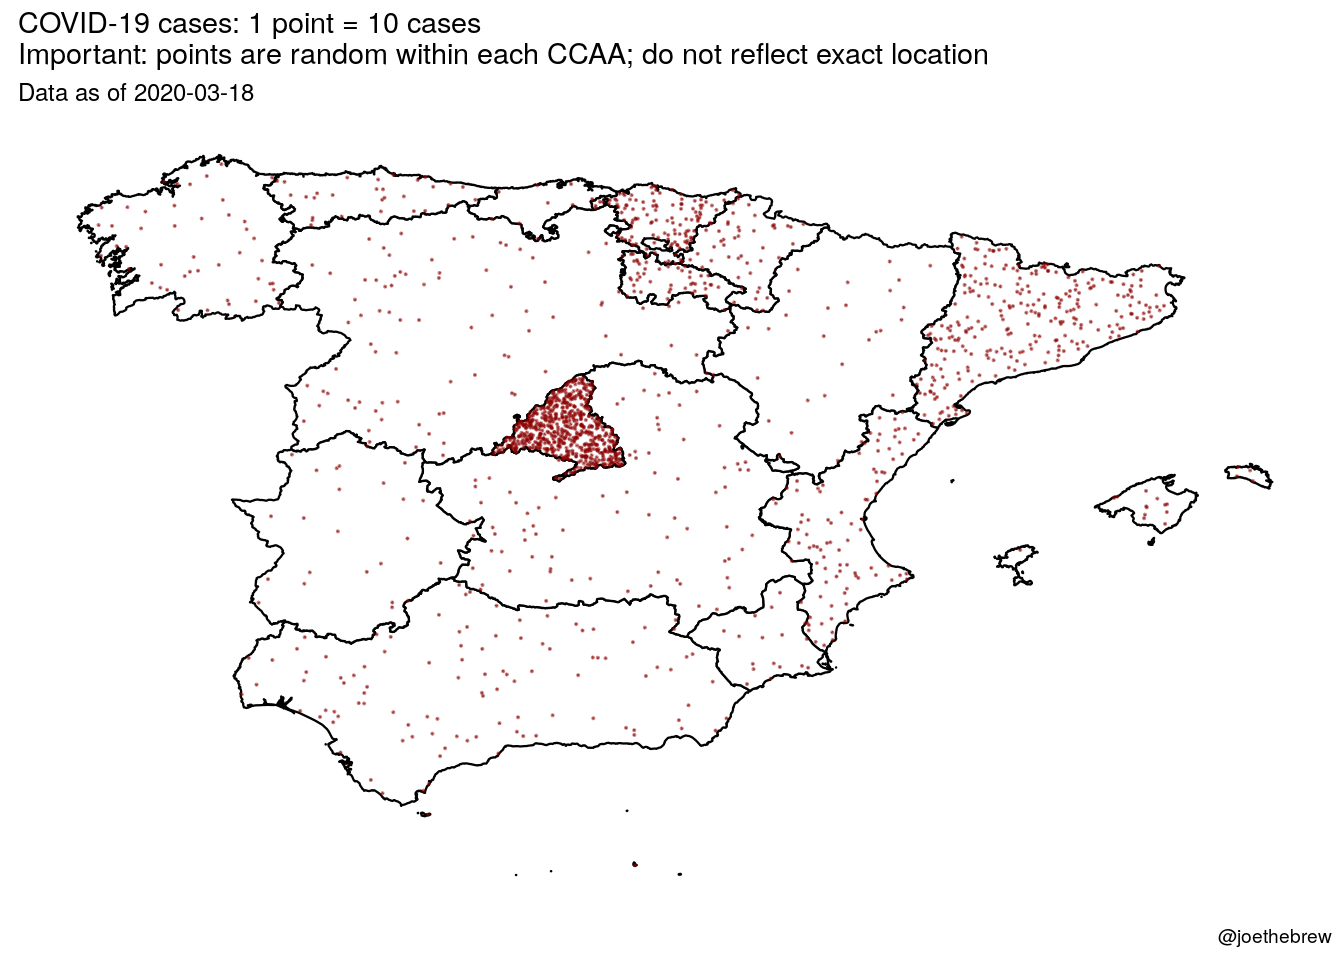 COVID-19 cases: 1 point = 10 cases
Important: points are random within each CCAA; do not reflect exact location
Data as of 2020-03-18
@joethebrew